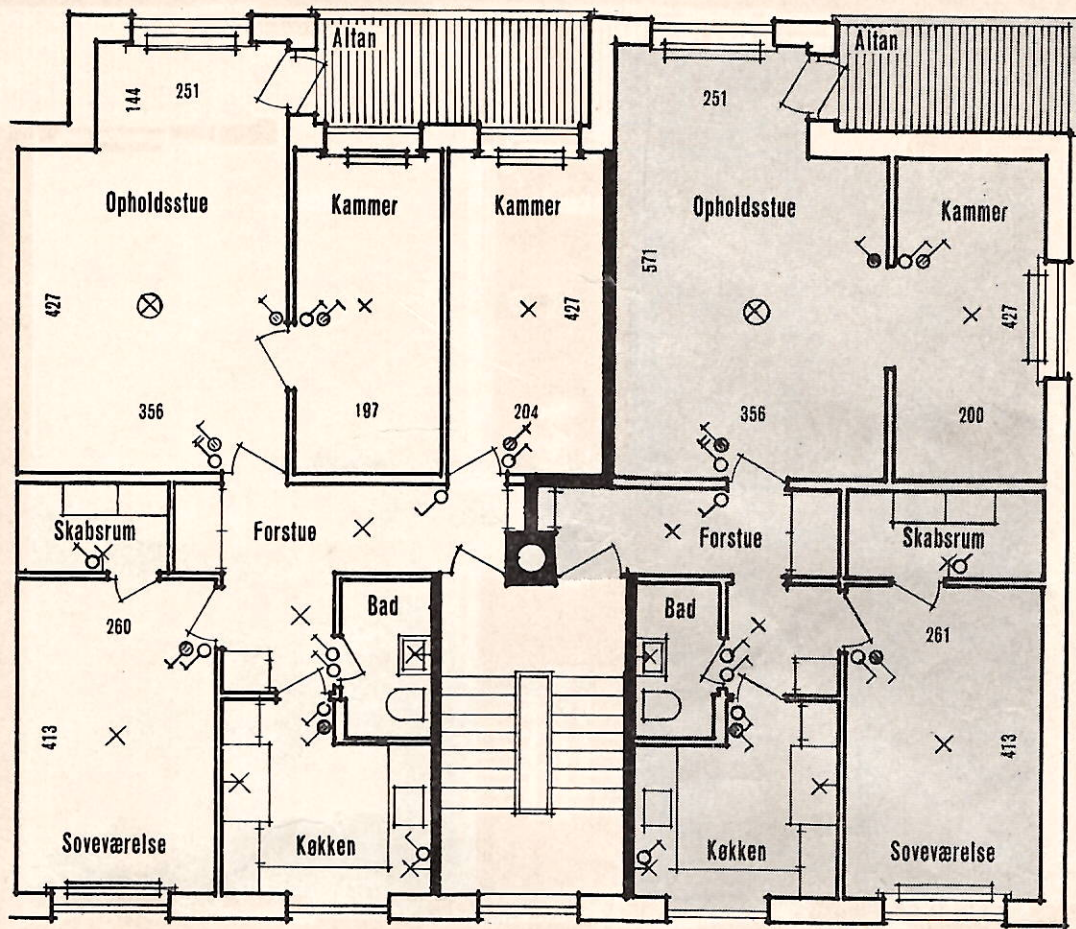 Altan
Altan
144
251
251
Opholdsstue
Kammer
Kammer
Opholdsstue
Kammer
427
427
571
427
356
197
204
356
200
Skabsrum
Forstue
Forstue
Skabsrum
260
Bad
Bad
261
413
413
Soveværelse
Køkken
Køkken
Soveværelse